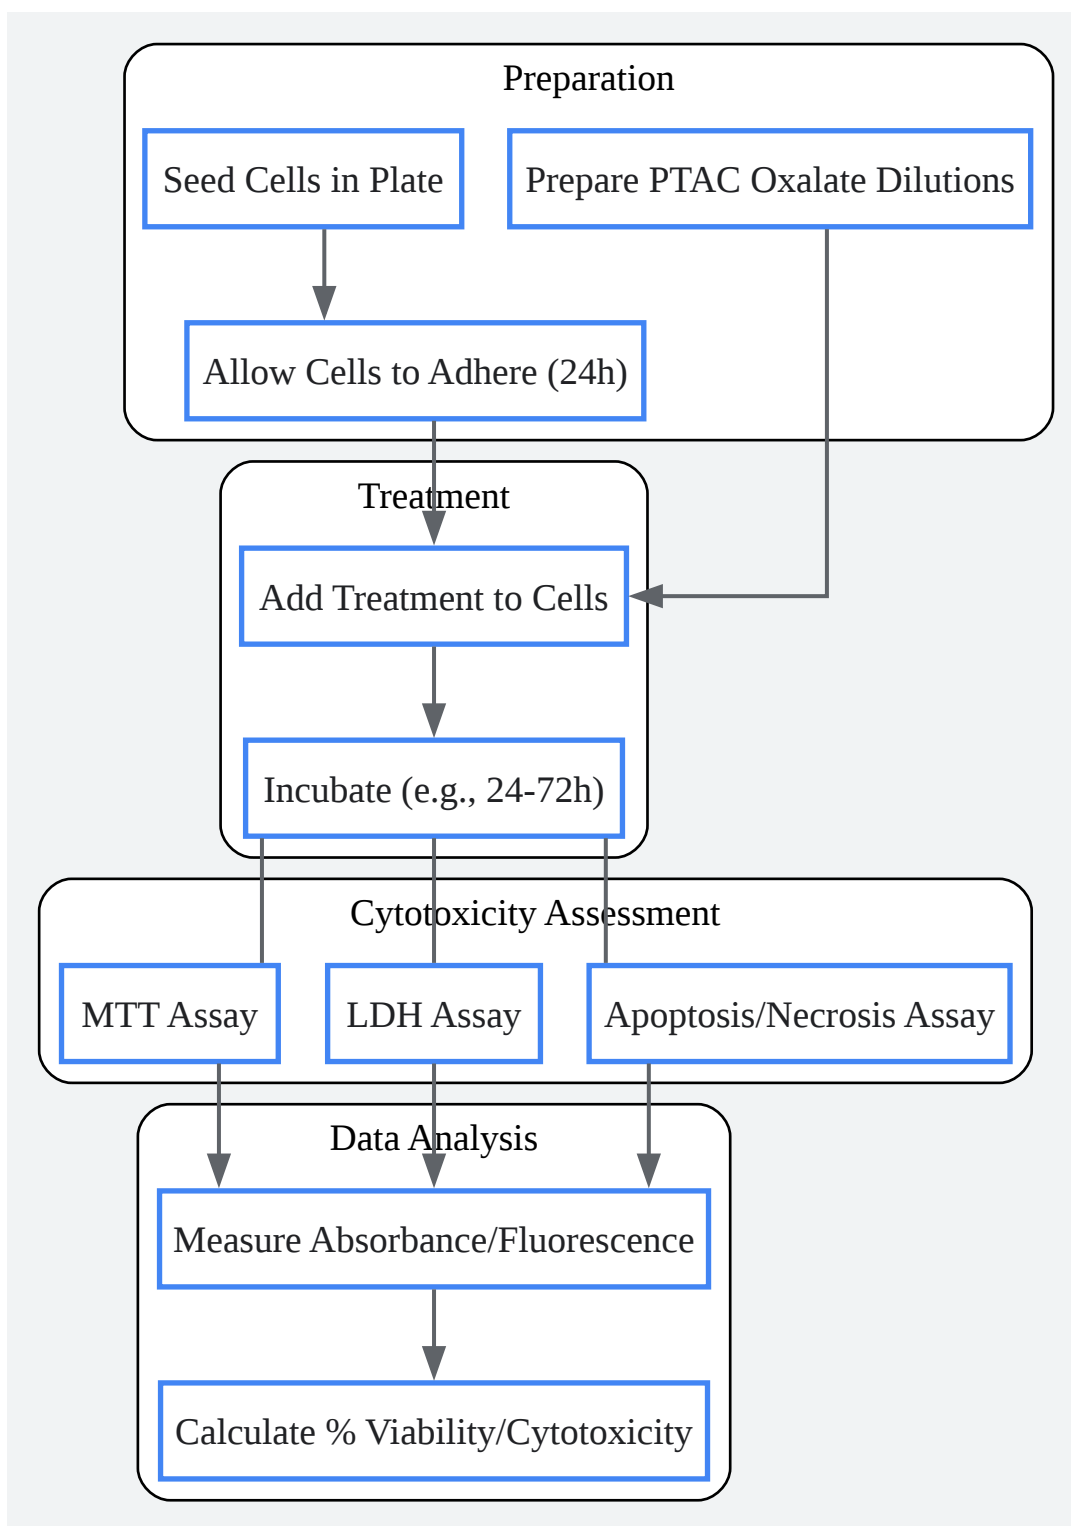 Preparation
Seed Cells in Plate
Prepare PTAC Oxalate Dilutions
Allow Cells to Adhere (24h)
Treatment
Add Treatment to Cells
Incubate (e.g., 24-72h)
Cytotoxicity Assessment
MTT Assay
LDH Assay
Apoptosis/Necrosis Assay
Data Analysis
Measure Absorbance/Fluorescence
Calculate % Viability/Cytotoxicity